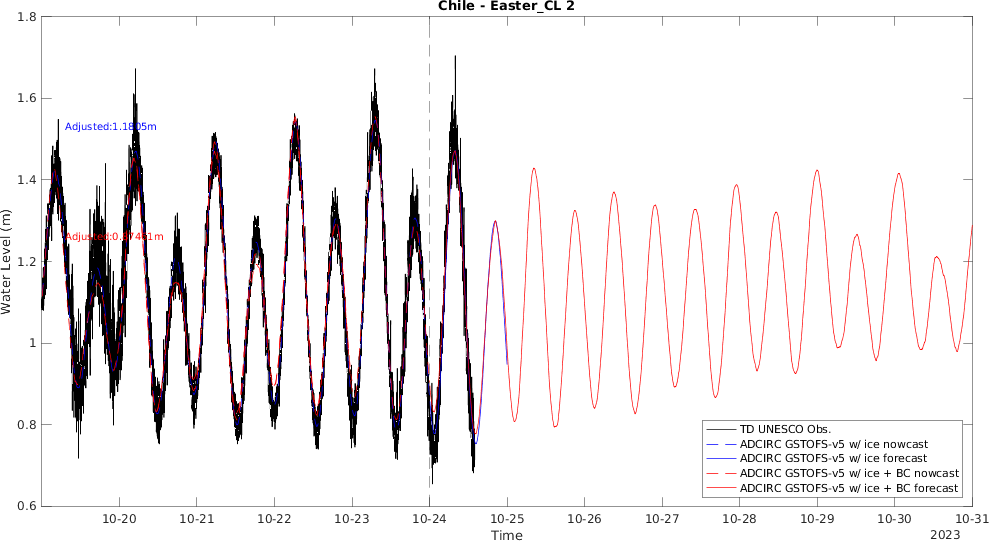 Chile - Easter_CL 2
1.8
1.6
1.4
1.2
1
0.8
0.6
Water Level (m)
Adjusted:1.1805m
TD UNESCO Obs.
ADCIRC GSTOFS-v5 w/ ice nowcast
ADCIRC GSTOFS-v5 w/ ice forecast
ADCIRC GSTOFS-v5 w/ ice + BC nowcast
ADCIRC GSTOFS-v5 w/ ice + BC forecast
10-20
10-21
10-22
10-23
10-24
10-25
10-26
10-27
10-28
10-29
10-30
10-31
Time
2023